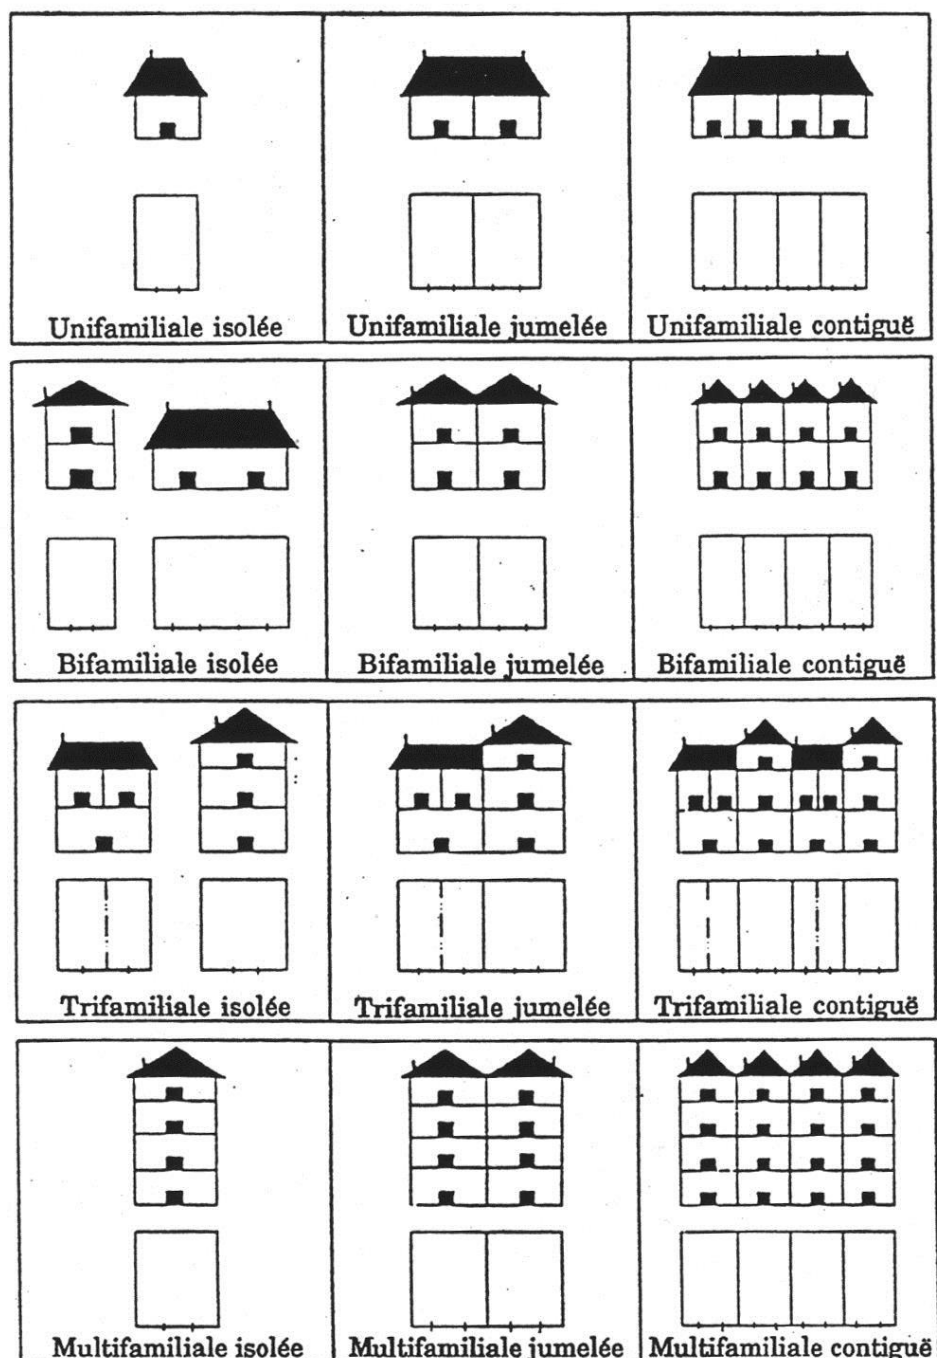 Unifamiliale isolée
Unifamiliale jumelée
Unifamiliale contiguë
Bifamiliale isolée
Bifamiliale jumelée
Bifamiliale contiguë
Trifamiliale isolée
Trifamiliale jumelée
Trifamiliale contiguë
Multifamiliale isolée
Multifamiliale jumelée
Multifamiliale contiguë